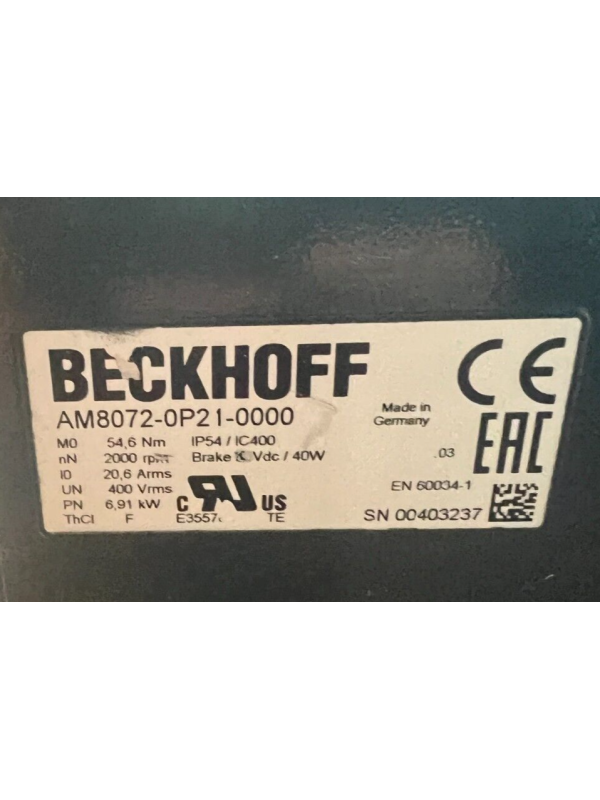 BECKHOFF
AM8072-0P21-0000
Made in
Germany
M0 54,6 Nm IP54 / IC400
nN 2000 Brake Vdc / 40W .03
I0 20,6 Arms
UN 400 Vrms
PN 6,91 kW
ThCl F
C US
TE
CE
EAC
EN 60034-1
SN 00403237